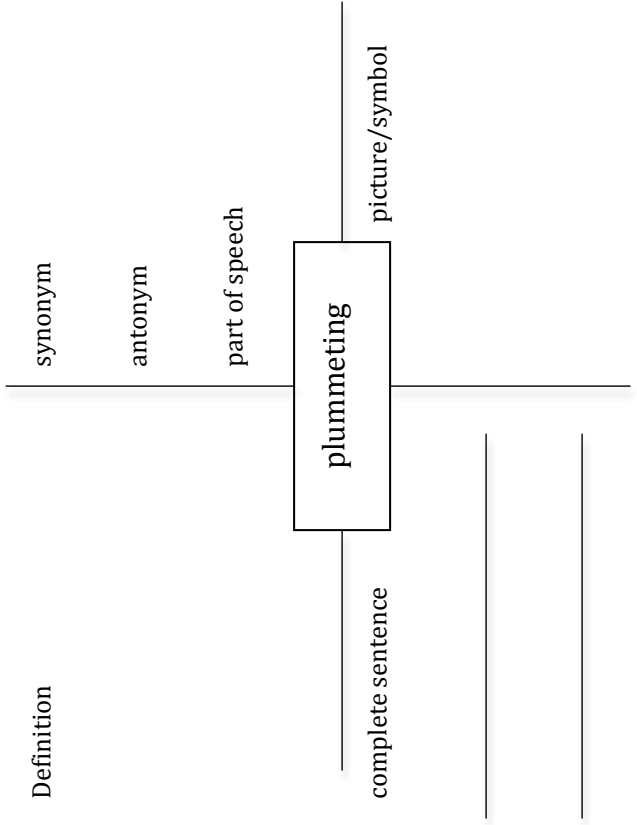 Definition
synonym
antonym
part of speech
plummeting
complete sentence
picture/symbol